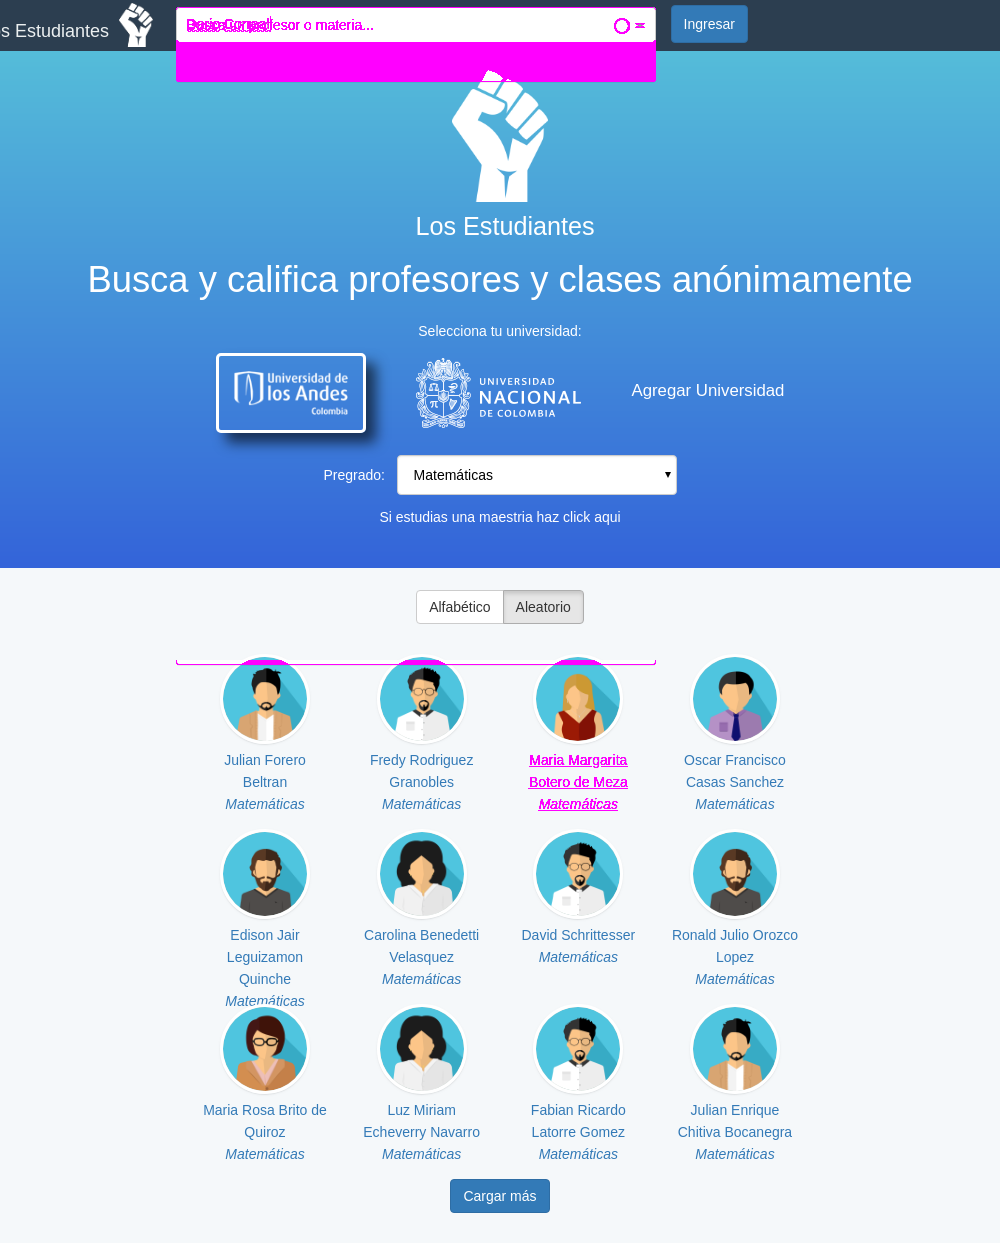 os Estudiantes
profesor o materia...
Ingresar
Los Estudiantes
Busca y califica profesores y clases anónimamente
Selecciona tu universidad:
Universidad de
los Andes
Colombia
UNIVERSIDAD
NACIONAL
DE COLOMBIA
Agregar Universidad
Pregrado: Matemáticas
Si estudias una maestria haz click aqui
Alfabético Aleatorio
Julian Forero
Beltran
Matemáticas
Fredy Rodriguez
Granobles
Matemáticas
Maria Margarita
Botero de Meza
Matemáticas
Oscar Francisco
Casas Sanchez
Matemáticas
Edison Jair
Leguizamon
Quinche
Matemáticas
Carolina Benedetti
Velasquez
Matemáticas
David Schrittesser
Matemáticas
Ronald Julio Orozco
Lopez
Matemáticas
Maria Rosa Brito de
Quiroz
Matemáticas
Luz Miriam
Echeverry Navarro
Matemáticas
Fabian Ricardo
Latorre Gomez
Matemáticas
Julian Enrique
Chitiva Bocanegra
Matemáticas
Cargar más